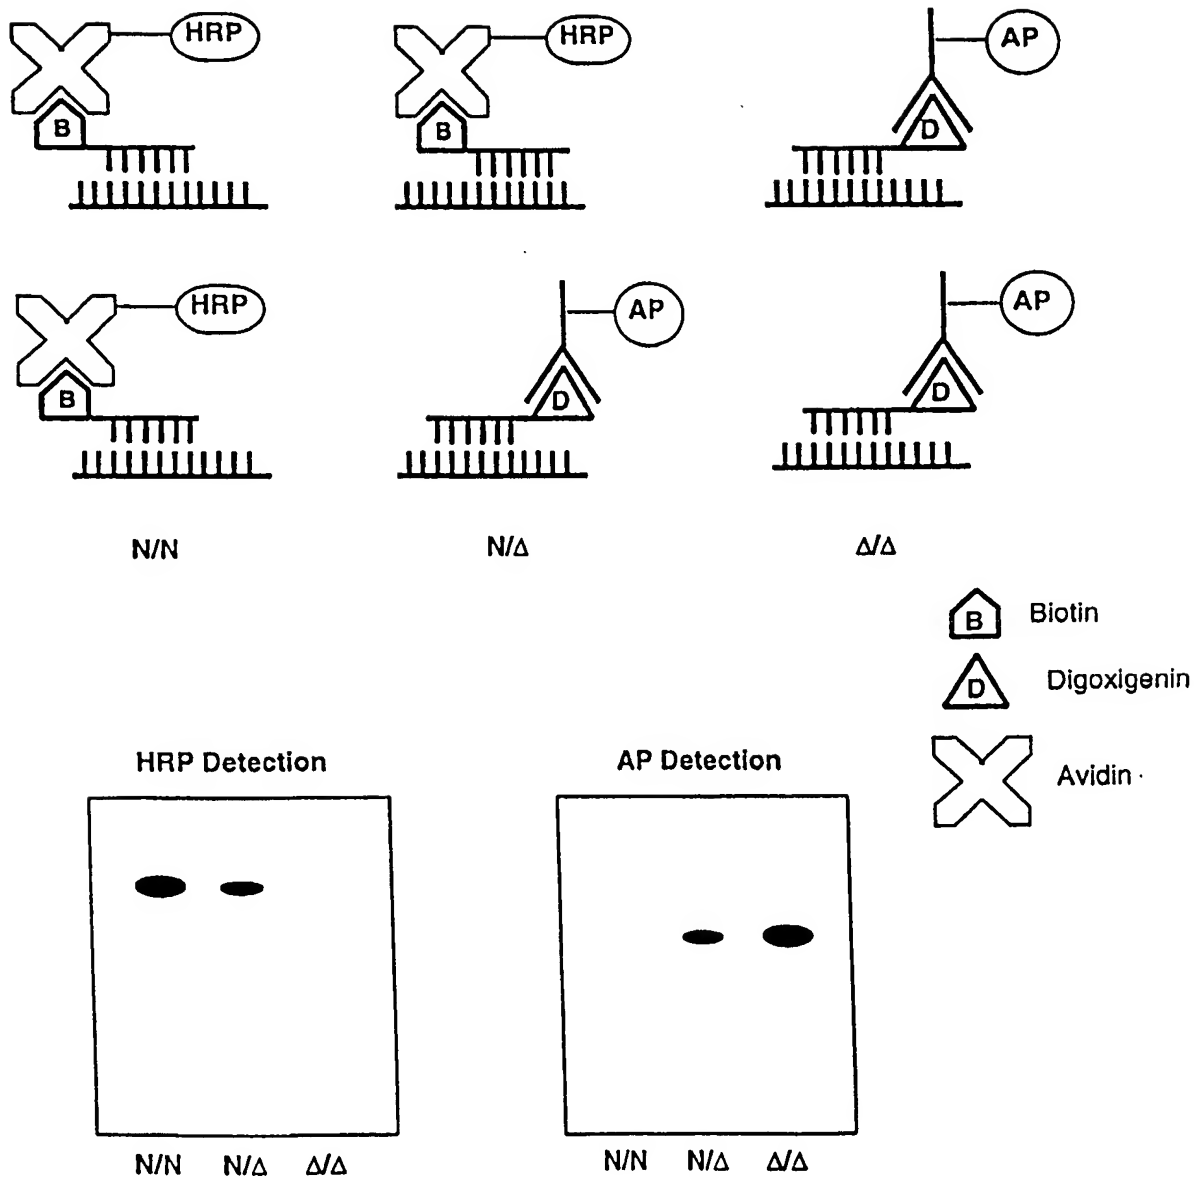 HRP HRP AP
B B D
HRP AP AP
B D D
N/N N/Δ Δ/Δ
B Biotin
D Digoxigenin
Avidin
HRP Detection AP Detection
N/N N/Δ Δ/Δ N/N N/Δ Δ/Δ